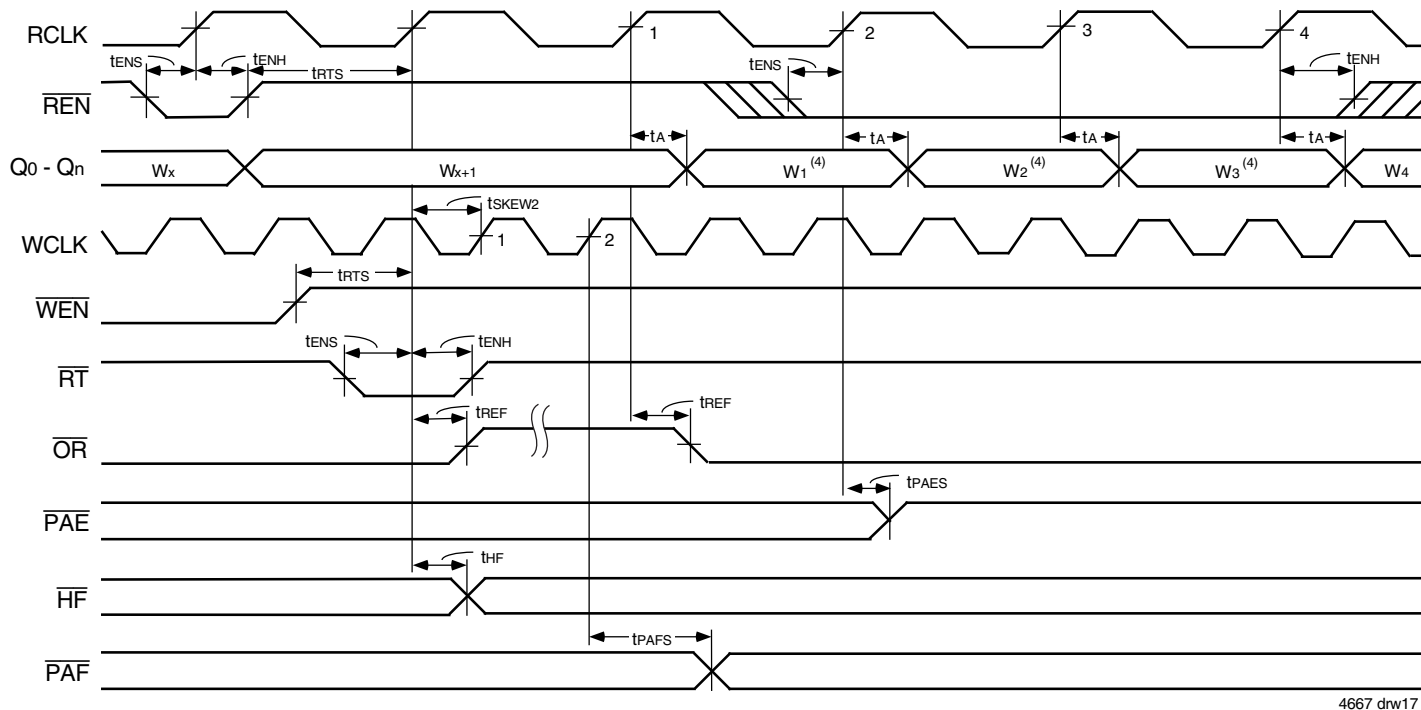 RCLK 1 2 3 4
tENS tENH tRTS tENS tENH
REN
tA tA tA tA
Q0 - Qn Wx Wx+1 W1(4) W2(4) W3(4) W4
tSKEW2
WCLK 1 2
tRTS
WEN
tENS tENH
RT
tREF tREF
OR
tPAES
PAE
tHF
HF
tPAFS
PAF
4667 drw17